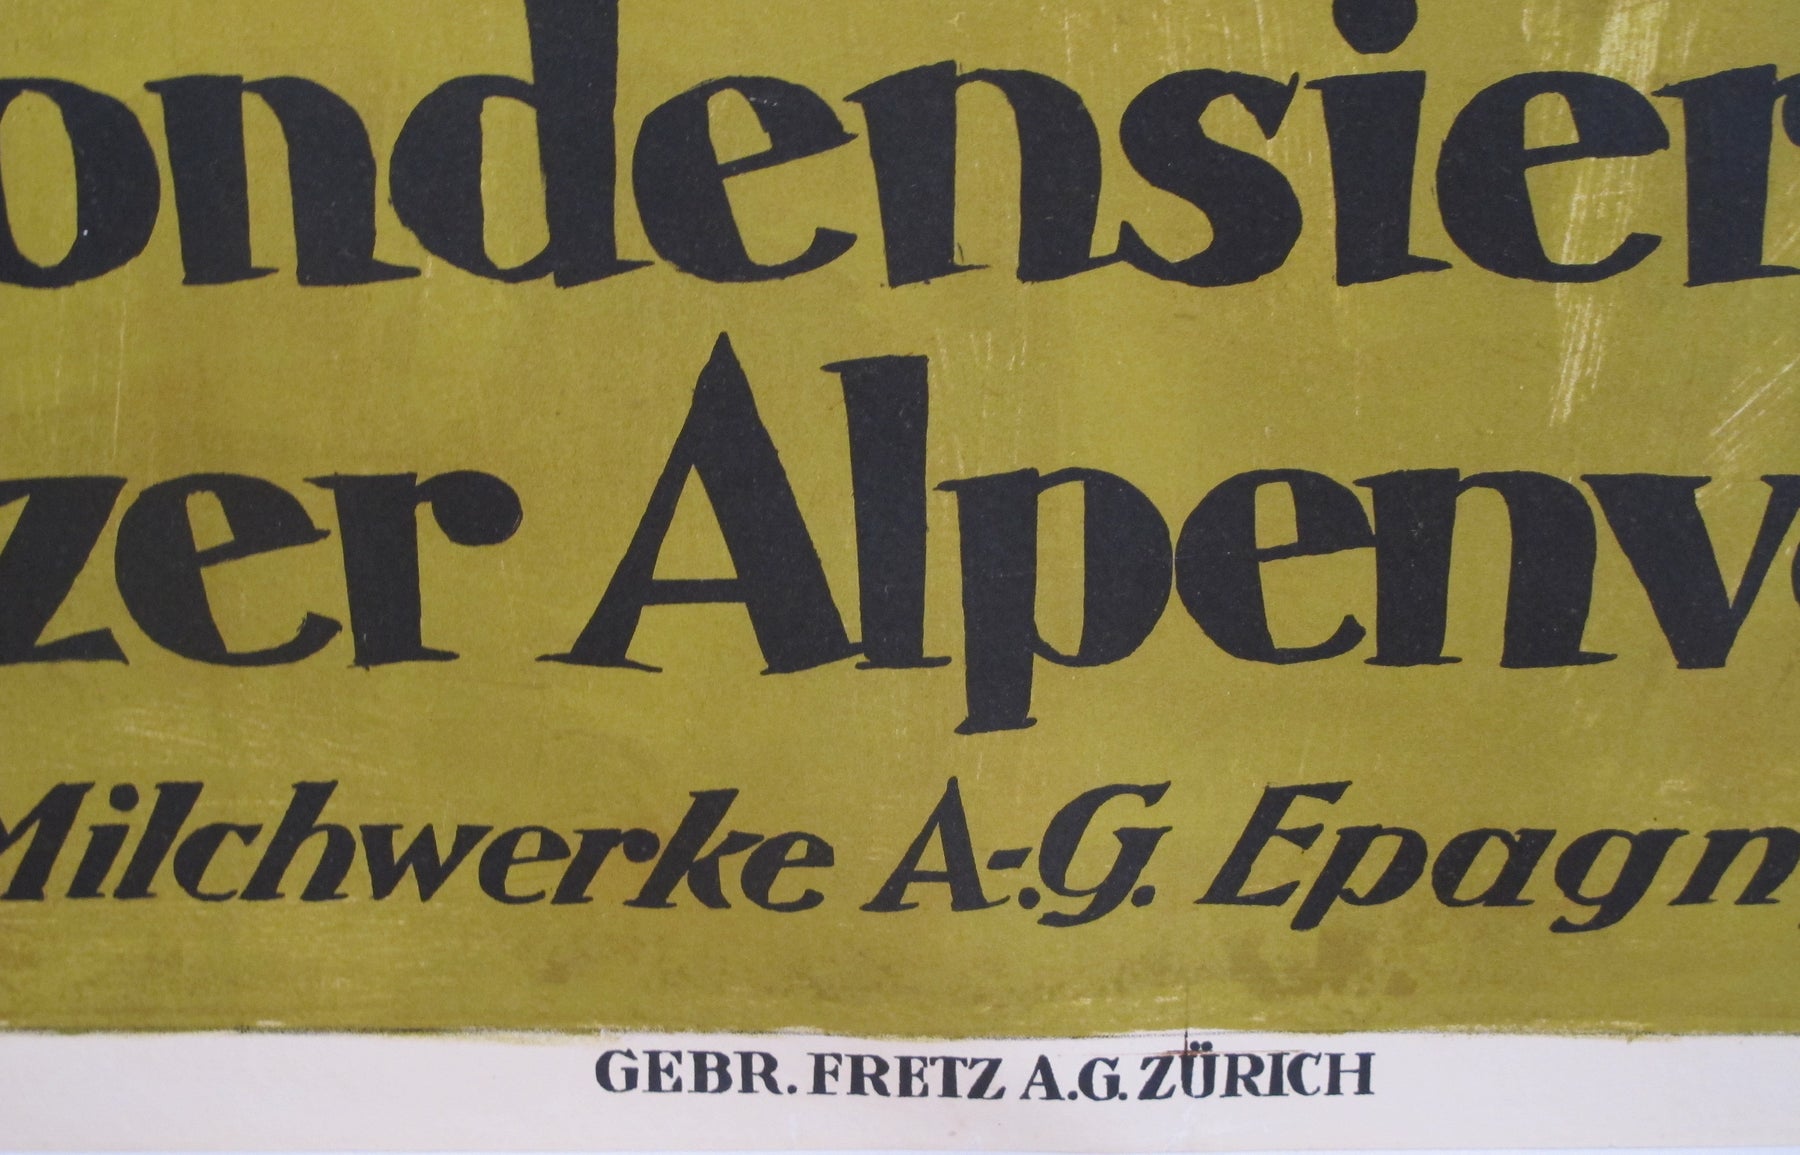 ondensier
zer Alpenv
Milchwerke A.-G. Epagn
GEBR. FRETZ A.G. ZÜRICH